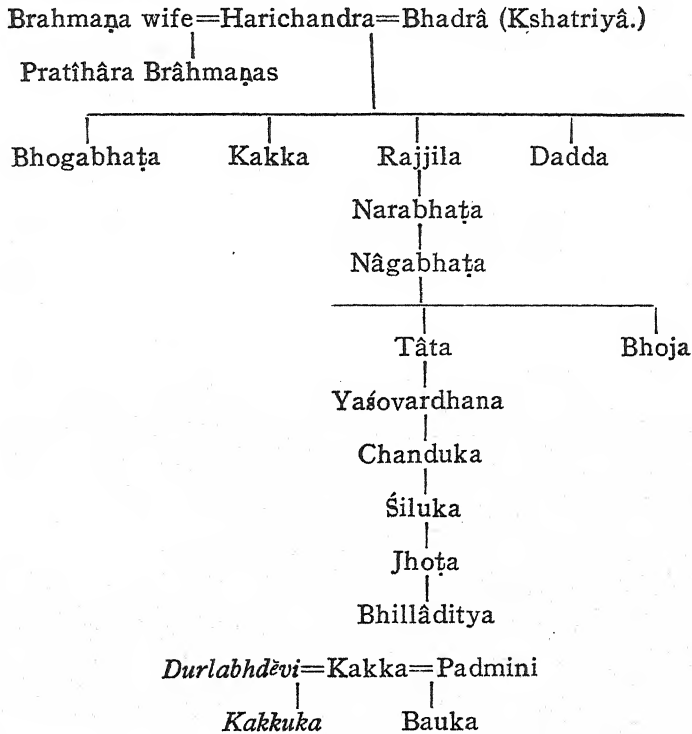 Brahmaṇa wife=Harichandra=Bhadrâ (Kshatriyâ.)
Pratîhâra Brâhmaṇas
Bhogabhaṭa Kakka Rajjila Dadda
Narabhaṭa
Nâgabhaṭa
Tâta Bhoja
Yaśovardhana
Chanduka
Śiluka
Jhoṭa
Bhillâditya
Durlabhdĕvi=Kakka=Padmini
Kakkuka Bauka